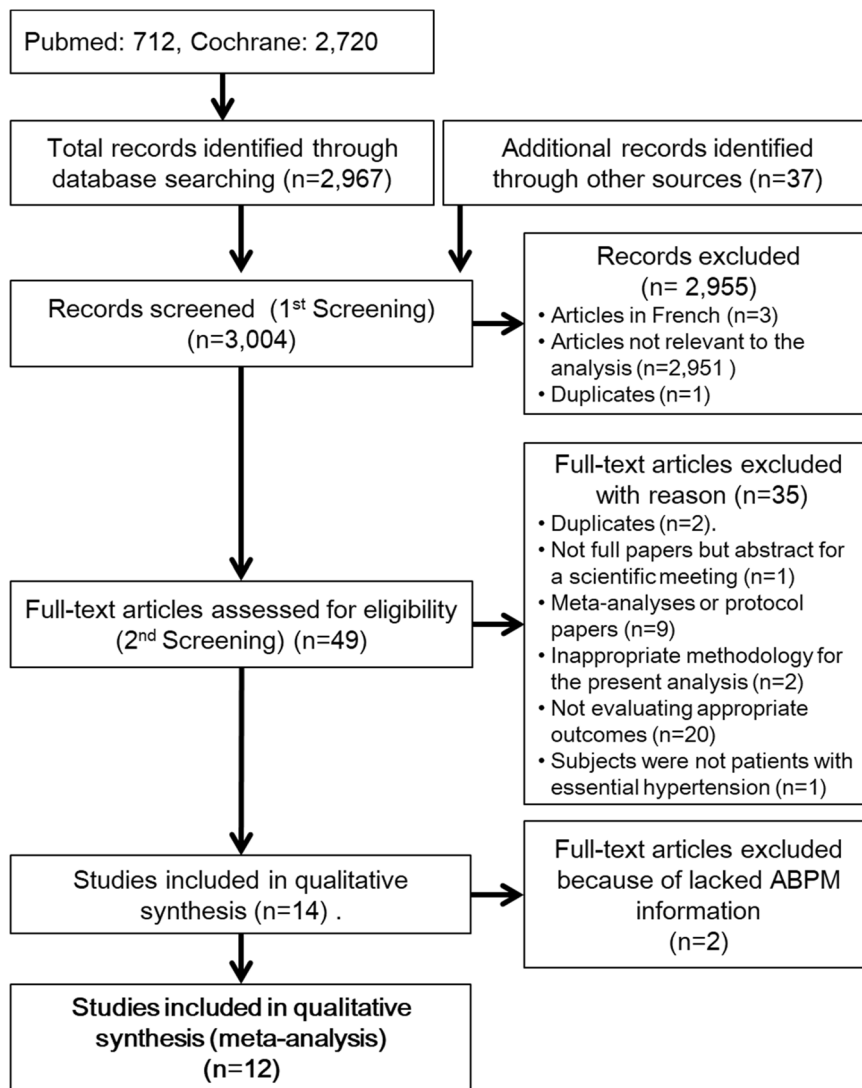 Pubmed: 712, Cochrane: 2,720
Total records identified through
database searching (n=2,967)
Additional records identified
through other sources (n=37)
Records screened (1st Screening)
(n=3,004)
Records excluded
(n= 2,955)
• Articles in French (n=3)
• Articles not relevant to the
analysis (n=2,951 )
• Duplicates (n=1)
Full-text articles assessed for eligibility
(2nd Screening) (n=49)
Full-text articles excluded
with reason (n=35)
• Duplicates (n=2).
• Not full papers but abstract for
a scientific meeting (n=1)
• Meta-analyses or protocol
papers (n=9)
• Inappropriate methodology for
the present analysis (n=2)
• Not evaluating appropriate
outcomes (n=20)
• Subjects were not patients with
essential hypertension (n=1)
Studies included in qualitative
synthesis (n=14) .
Full-text articles excluded
because of lacked ABPM
information
(n=2)
Studies included in qualitative
synthesis (meta-analysis)
(n=12)